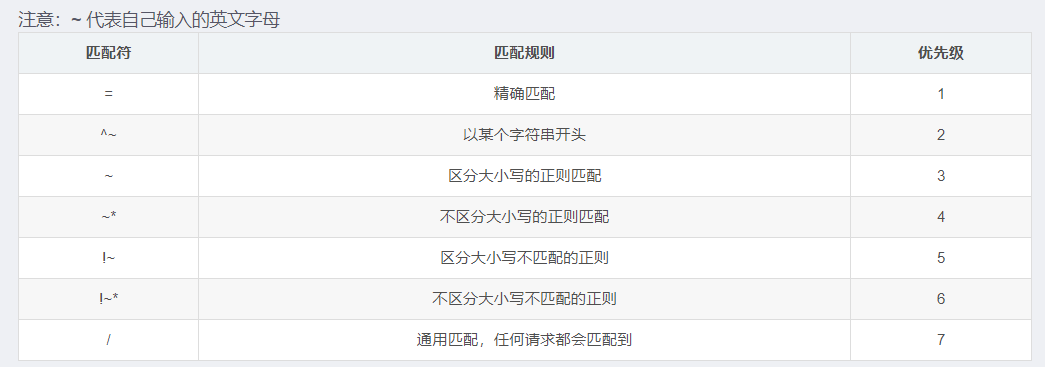 注意：~ 代表自己输入的英文字母
匹配符 匹配规则 优先级
= 精确匹配 1
^~ 以某个字符串开头 2
~ 区分大小写的正则匹配 3
~* 不区分大小写的正则匹配 4
!~ 区分大小写不匹配的正则 5
!~* 不区分大小写不匹配的正则 6
/ 通用匹配，任何请求都会匹配到 7